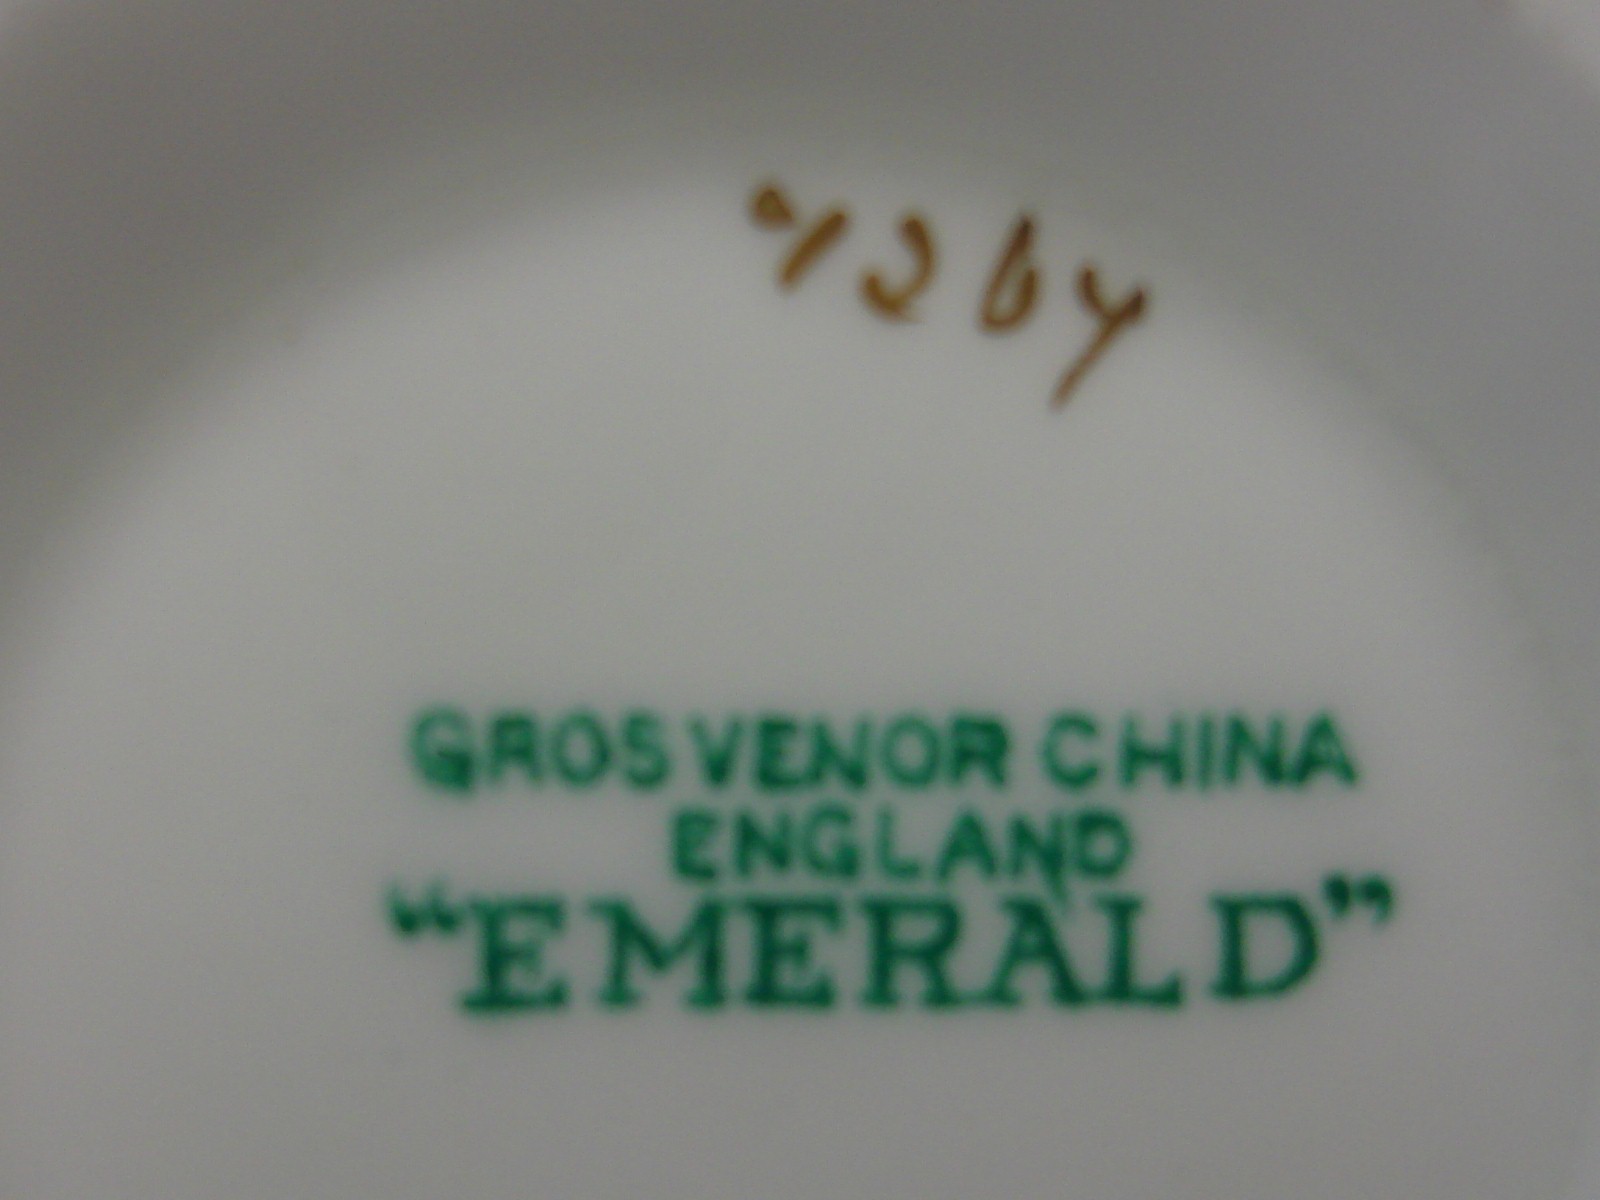 GROSVENOR CHINA
ENGLAND
"EMERALD"